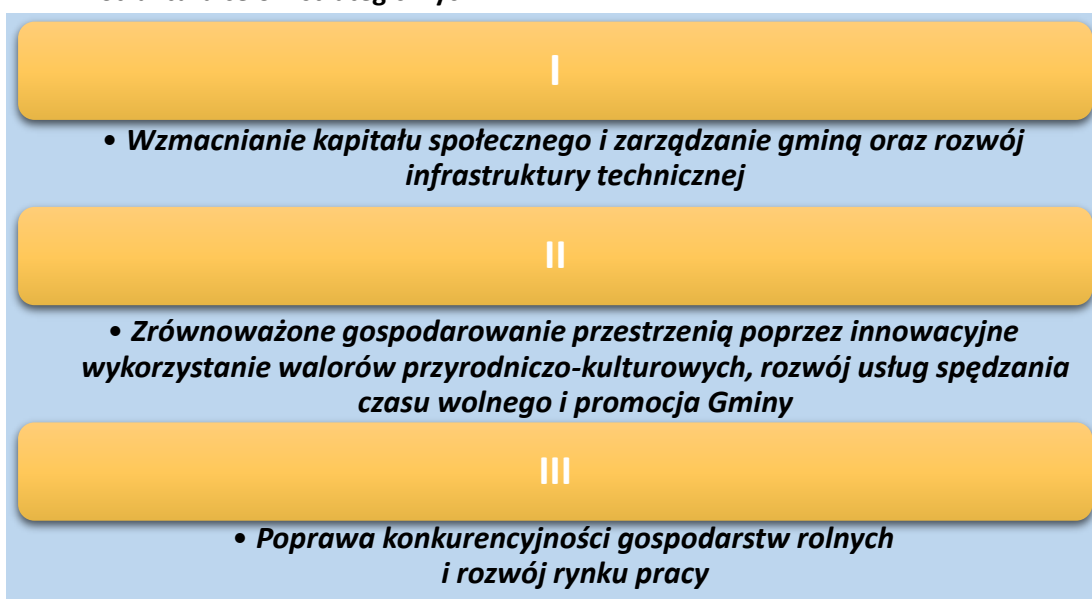 I
• Wzmacnianie kapitału społecznego i zarządzanie gminą oraz rozwój
infrastruktury technicznej
II
• Zrównoważone gospodarowanie przestrzenią poprzez innowacyjne
wykorzystanie walorów przyrodniczo-kulturowych, rozwój usług spędzania
czasu wolnego i promocja Gminy
III
• Poprawa konkurencyjności gospodarstw rolnych
i rozwój rynku pracy